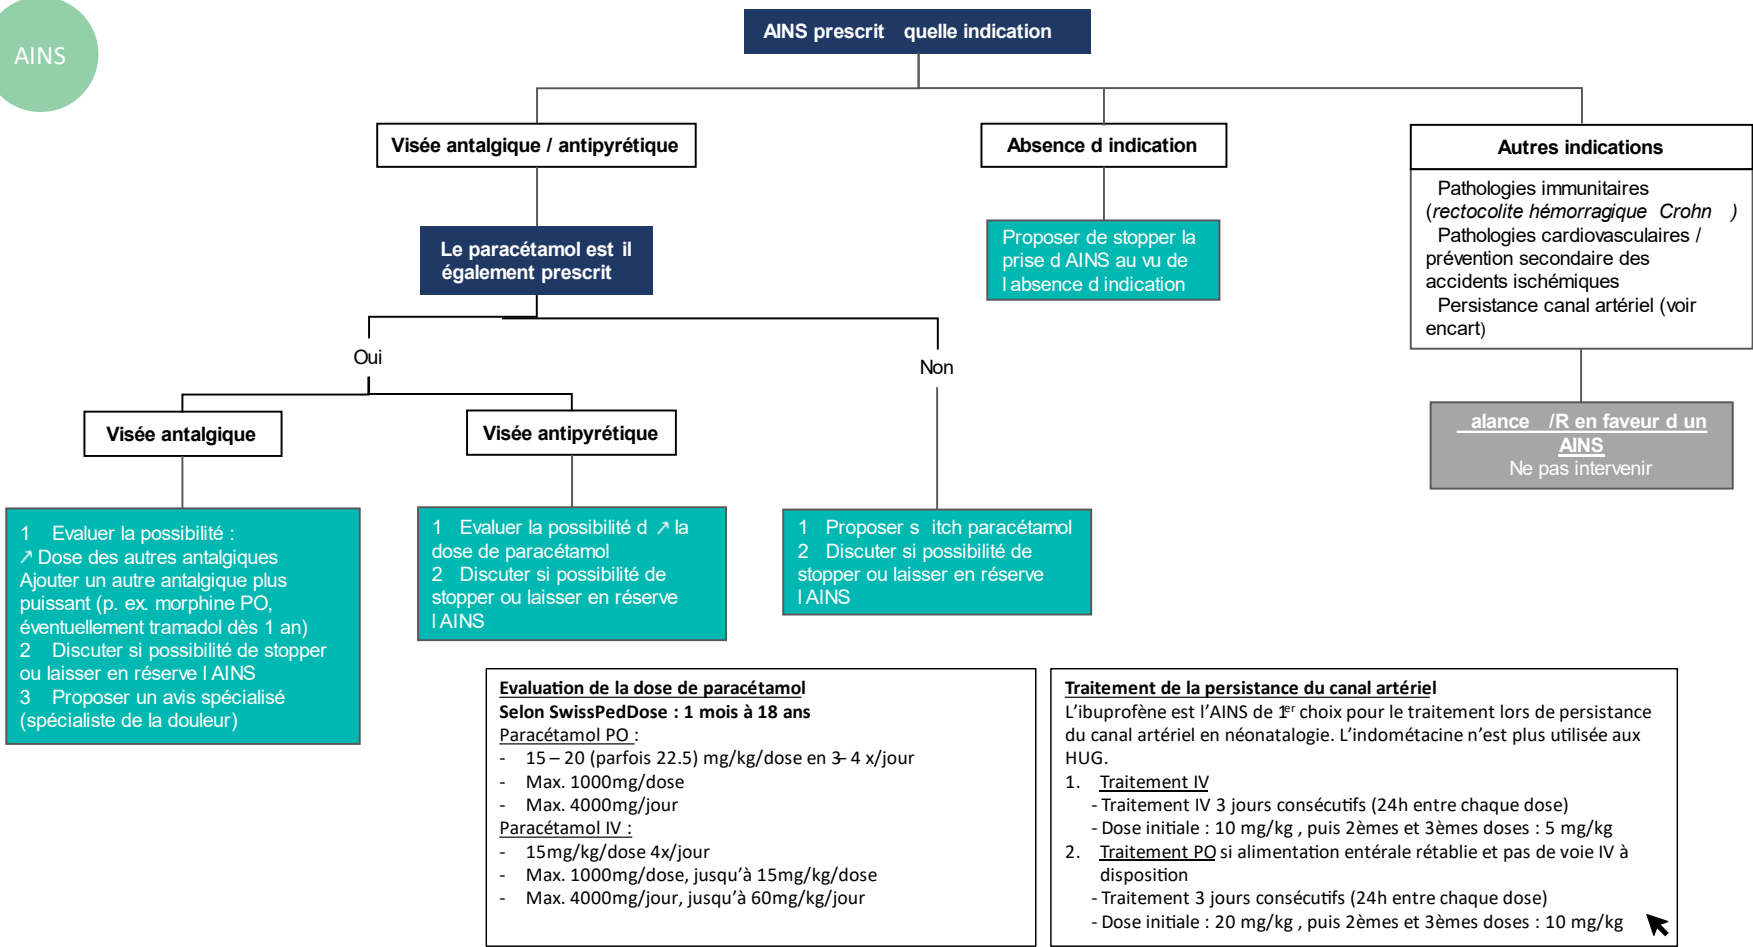 AINS
AINS prescrit quelle indication
Visée antalgique / antipyrétique
Absence d indication
Autres indications
Pathologies immunitaires
(rectocolite hémorragique Crohn )
Pathologies cardiovasculaires /
prévention secondaire des
accidents ischémiques
Persistance canal artériel (voir
encart)
Le paracétamol est il
également prescrit
Proposer de stopper la
prise d AINS au vu de
l absence d indication
Oui
Non
alance /R en faveur d un
AINS
Ne pas intervenir
Visée antalgique
Visée antipyrétique
1 Evaluer la possibilité :
↗ Dose des autres antalgiques
Ajouter un autre antalgique plus
puissant (p. ex. morphine PO,
éventuellement tramadol dès 1 an)
2 Discuter si possibilité de stopper
ou laisser en réserve l AINS
3 Proposer un avis spécialisé
(spécialiste de la douleur)
1 Evaluer la possibilité d ↗ la
dose de paracétamol
2 Discuter si possibilité de
stopper ou laisser en réserve
l AINS
1 Proposer s itch paracétamol
2 Discuter si possibilité de
stopper ou laisser en réserve
l AINS
Evaluation de la dose de paracétamol
Selon SwissPedDose : 1 mois à 18 ans
Paracétamol PO :
- 15 – 20 (parfois 22.5) mg/kg/dose en 3- 4 x/jour
- Max. 1000mg/dose
- Max. 4000mg/jour
Paracétamol IV :
- 15mg/kg/dose 4x/jour
- Max. 1000mg/dose, jusqu'à 15mg/kg/dose
- Max. 4000mg/jour, jusqu'à 60mg/kg/jour
Traitement de la persistance du canal artériel
L'ibuprofène est l'AINS de 1er choix pour le traitement lors de persistance
du canal artériel en néonatalogie. L'indométacine n'est plus utilisée aux
HUG.
1. Traitement IV
- Traitement IV 3 jours consécutifs (24h entre chaque dose)
- Dose initiale : 10 mg/kg , puis 2èmes et 3èmes doses : 5 mg/kg
2. Traitement PO si alimentation entérale rétablie et pas de voie IV à
disposition
- Traitement 3 jours consécutifs (24h entre chaque dose)
- Dose initiale : 20 mg/kg , puis 2èmes et 3èmes doses : 10 mg/kg